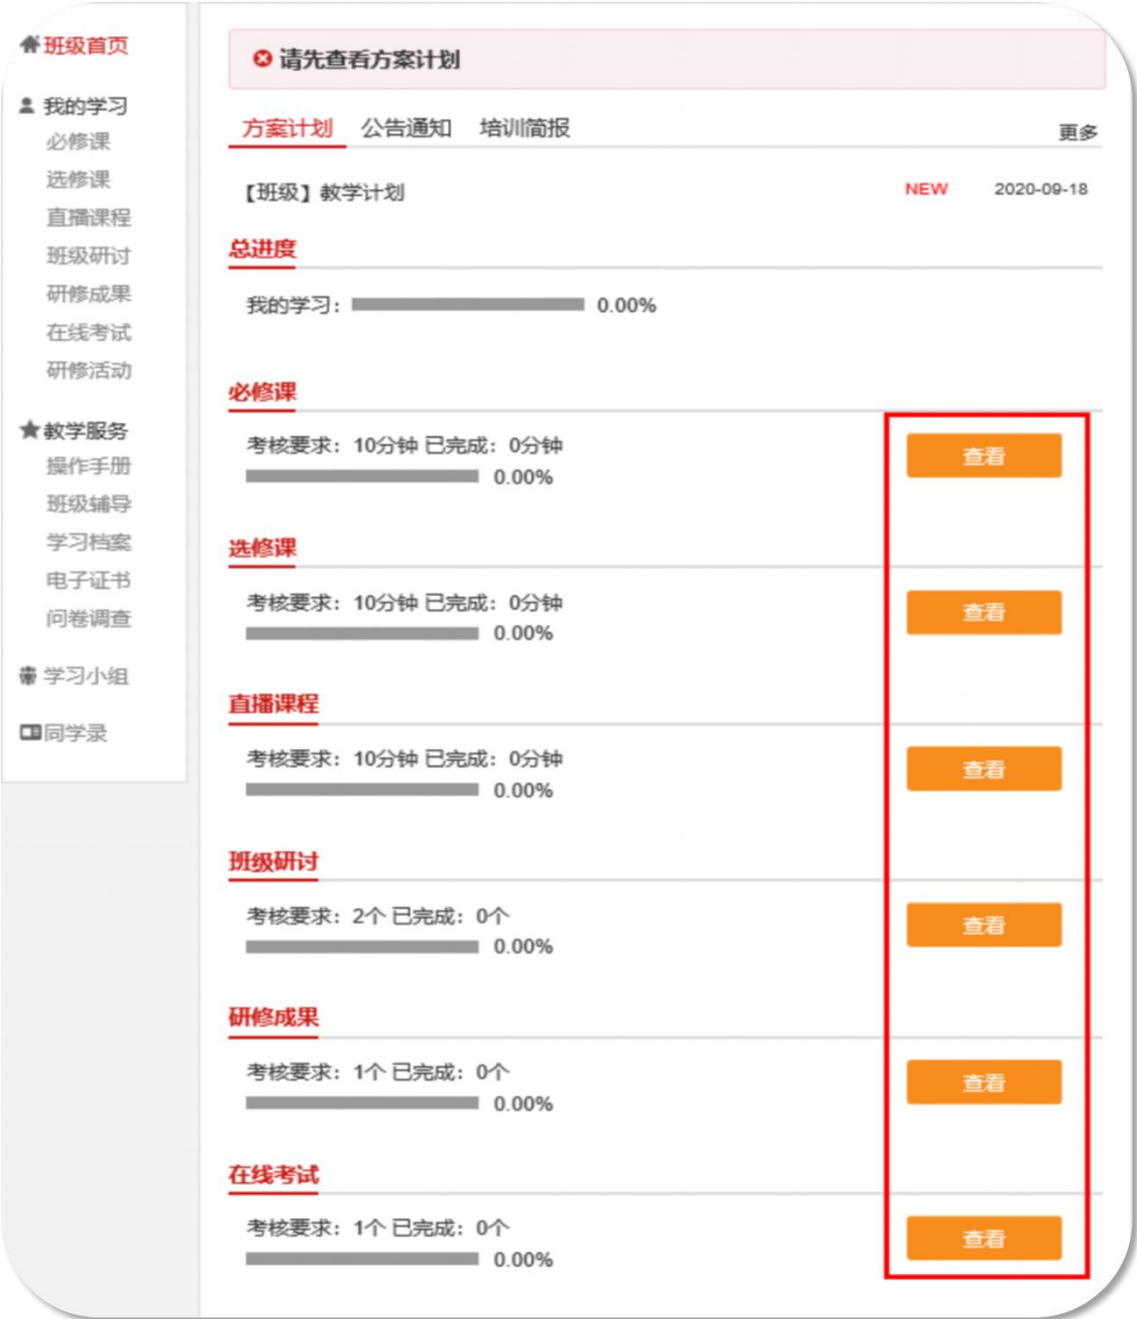 班级首页
我的学习
必修课
选修课
直播课程
班级研讨
研修成果
在线考试
研修活动
教学服务
操作手册
班级辅导
学习档案
电子证书
问卷调查
学习小组
同学录
请先查看方案计划
方案计划 公告通知 培训简报 更多
【班级】教学计划 NEW 2020-09-18
总进度
我的学习： 0.00%
必修课
考核要求：10分钟 已完成：0分钟
0.00%
查看
选修课
考核要求：10分钟 已完成：0分钟
0.00%
查看
直播课程
考核要求：10分钟 已完成：0分钟
0.00%
查看
班级研讨
考核要求：2个 已完成：0个
0.00%
查看
研修成果
考核要求：1个 已完成：0个
0.00%
查看
在线考试
考核要求：1个 已完成：0个
0.00%
查看